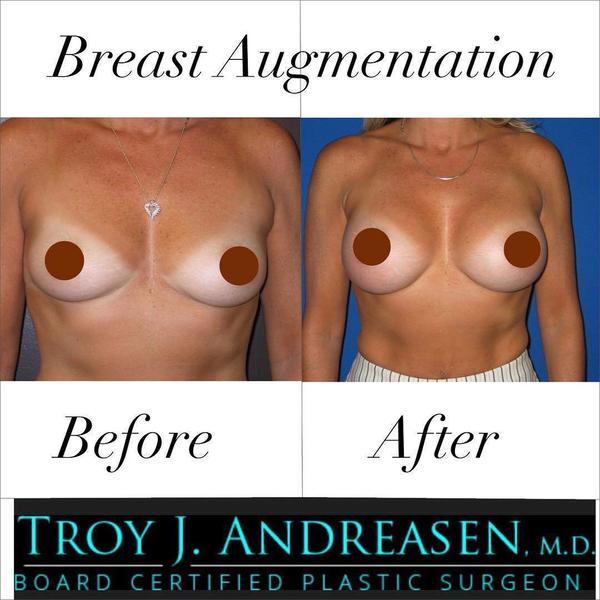 Breast Augmentation
Before
After
TROY J. ANDREASEN, M.D.
BOARD CERTIFIED PLASTIC SURGEON